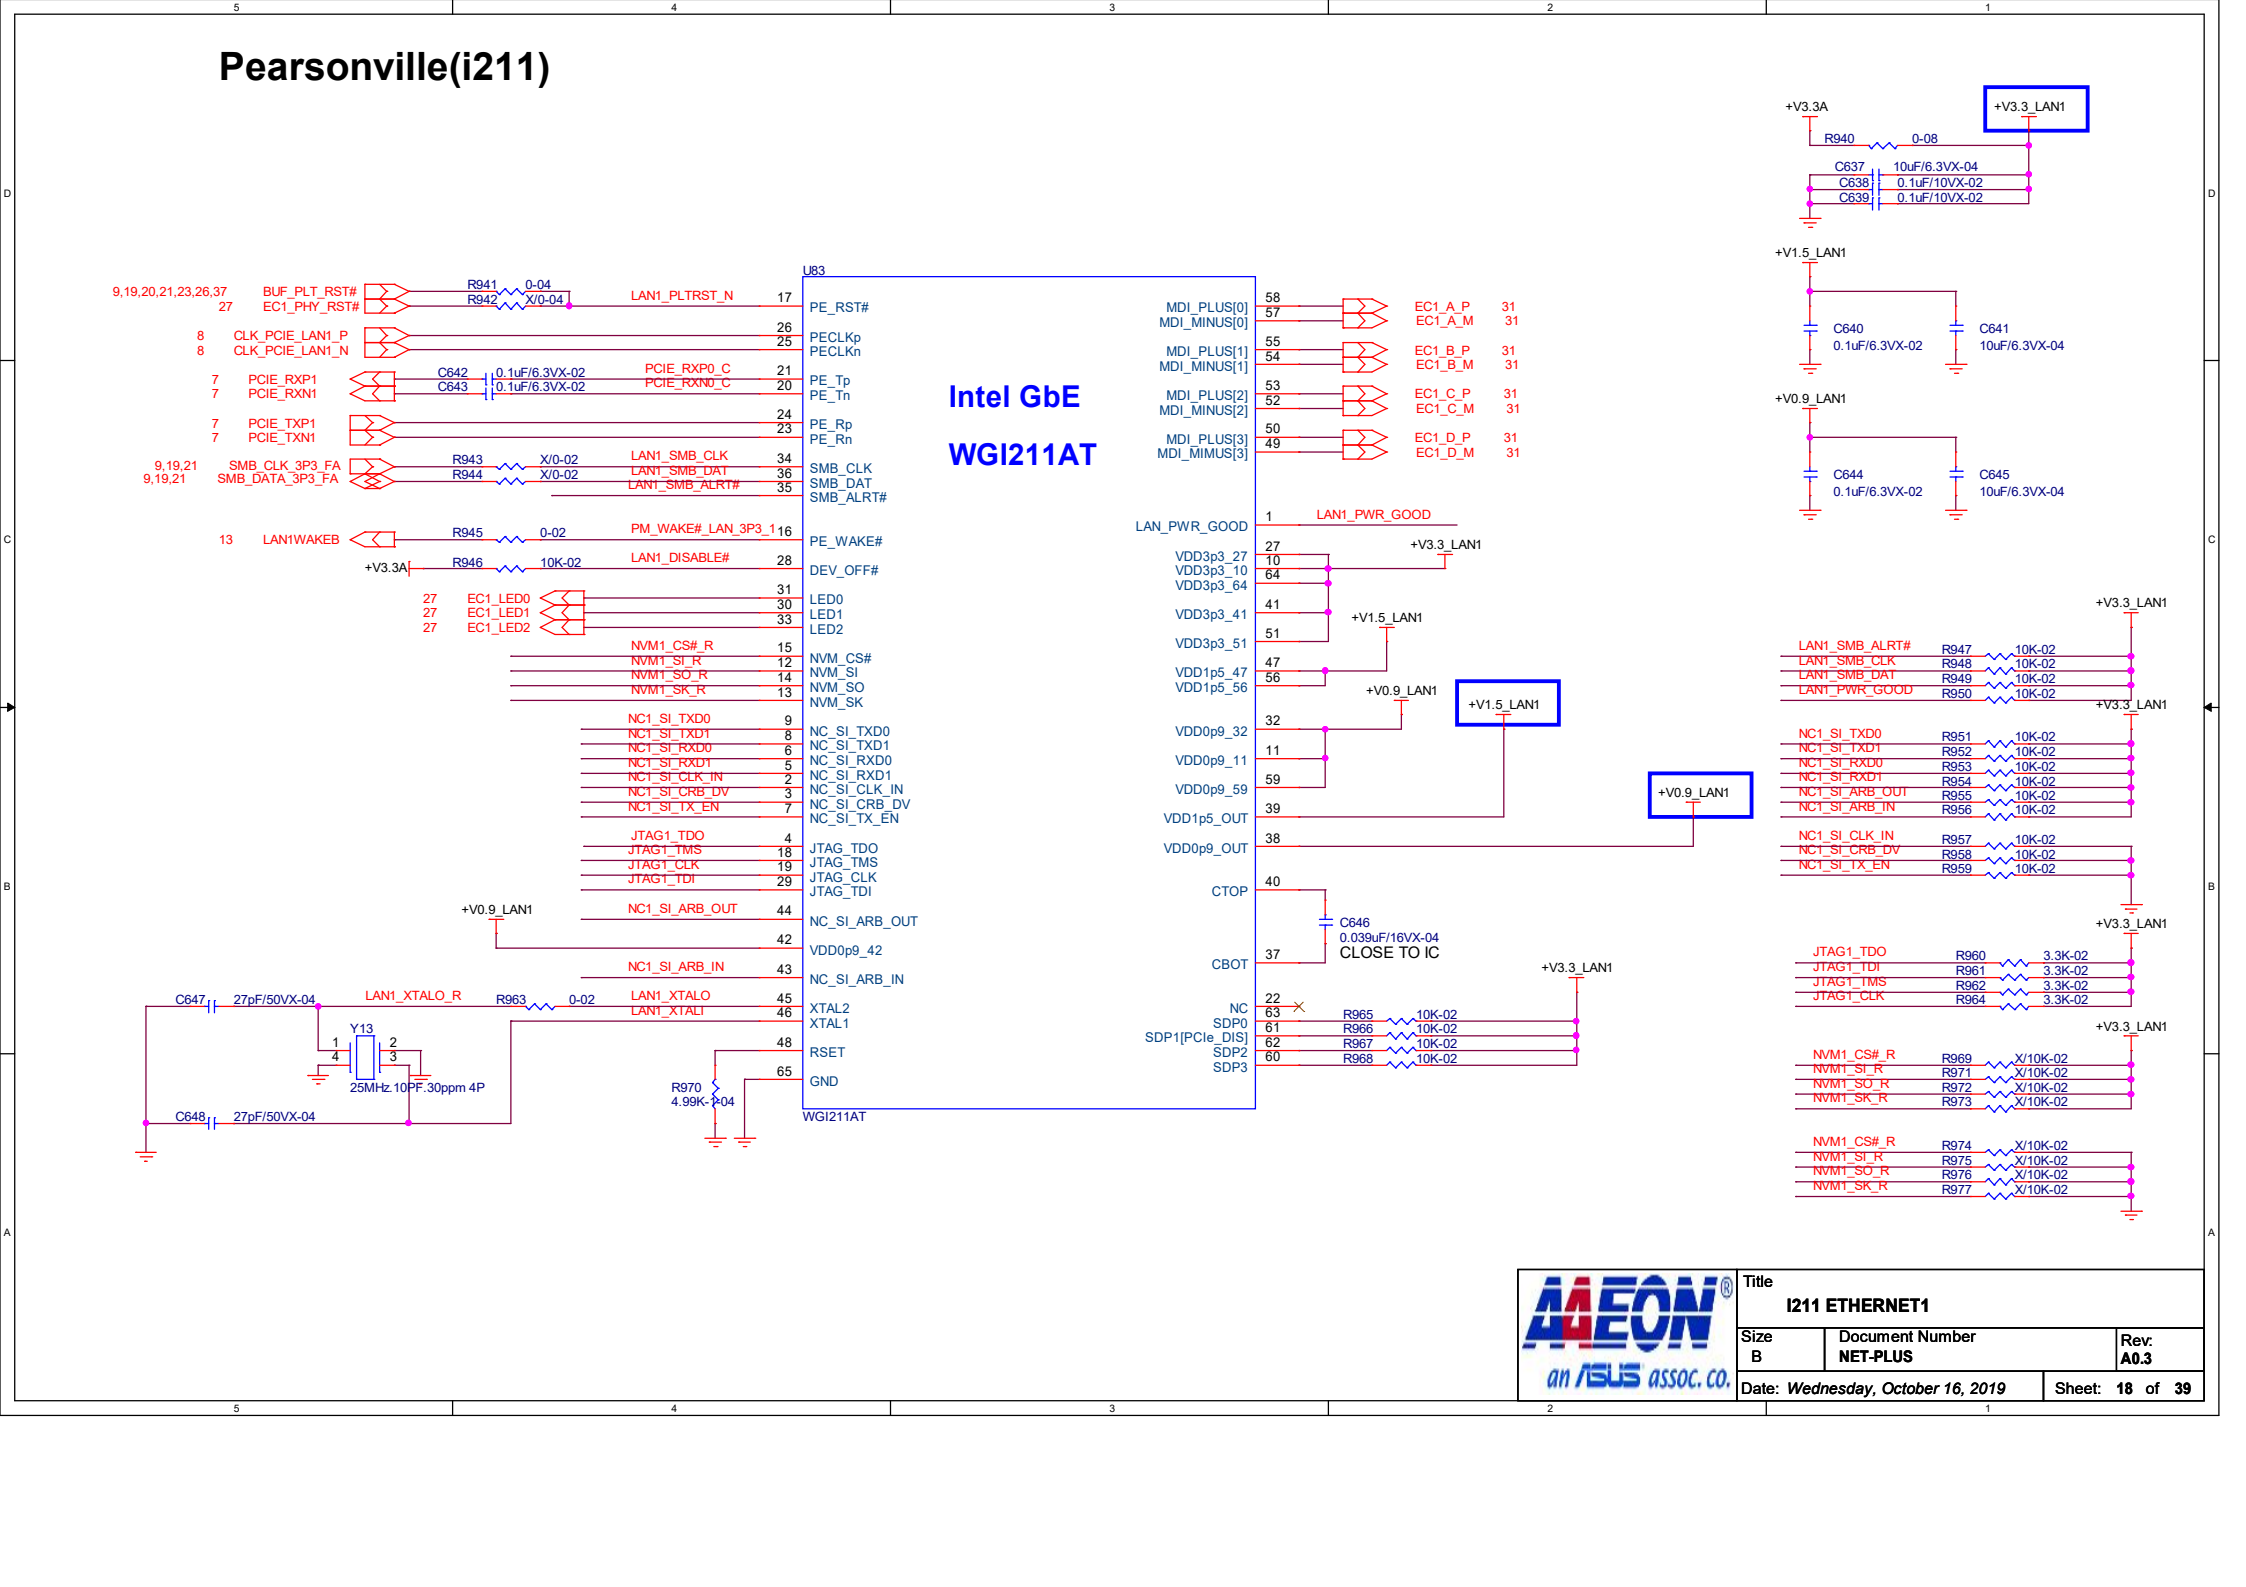 5 4 3 2 1
Pearsonville(i211)
+V3.3A +V3.3_LAN1
R940 0-08
C637 10uF/6.3VX-04
C638 0.1uF/10VX-02
C639 0.1uF/10VX-02
D D
+V1.5_LAN1
C640 C641
0.1uF/6.3VX-02 10uF/6.3VX-04
+V0.9_LAN1
C644 C645
0.1uF/6.3VX-02 10uF/6.3VX-04
U83
9,19,20,21,23,26,37 BUF_PLT_RST# R941 0-04
27 EC1_PHY_RST# R942 X/0-04 LAN1_PLTRST_N 17 PE_RST#
8 CLK_PCIE_LAN1_P 26 PECLKp
8 CLK_PCIE_LAN1_N 25 PECLKn
7 PCIE_RXP1 C642 0.1uF/6.3VX-02 PCIE_RXP0_C 21 PE_Tp
7 PCIE_RXN1 C643 0.1uF/6.3VX-02 PCIE_RXN0_C 20 PE_Tn
7 PCIE_TXP1 24 PE_Rp
7 PCIE_TXN1 23 PE_Rn
9,19,21 SMB_CLK_3P3_FA R943 X/0-02 LAN1_SMB_CLK 34 SMB_CLK
9,19,21 SMB_DATA_3P3_FA R944 X/0-02 LAN1_SMB_DAT 36 SMB_DAT
LAN1_SMB_ALRT# 35 SMB_ALRT#
C C
13 LAN1WAKEB R945 0-02 PM_WAKE#_LAN_3P3_1 16 PE_WAKE#
+V3.3A R946 10K-02 LAN1_DISABLE# 28 DEV_OFF#
27 EC1_LED0 31 LED0
27 EC1_LED1 30 LED1
27 EC1_LED2 33 LED2
NVM1_CS#_R 15 NVM_CS#
NVM1_SI_R 12 NVM_SI
NVM1_SO_R 14 NVM_SO
NVM1_SK_R 13 NVM_SK
NC1_SI_TXD0 9 NC_SI_TXD0
NC1_SI_TXD1 8 NC_SI_TXD1
NC1_SI_RXD0 6 NC_SI_RXD0
NC1_SI_RXD1 5 NC_SI_RXD1
NC1_SI_CLK_IN 2 NC_SI_CLK_IN
NC1_SI_CRB_DV 3 NC_SI_CRB_DV
NC1_SI_TX_EN 7 NC_SI_TX_EN
JTAG1_TDO 4 JTAG_TDO
JTAG1_TMS 18 JTAG_TMS
JTAG1_CLK 19 JTAG_CLK
JTAG1_TDI 29 JTAG_TDI
B B
+V0.9_LAN1 NC1_SI_ARB_OUT 44 NC_SI_ARB_OUT
42 VDD0p9_42
NC1_SI_ARB_IN 43 NC_SI_ARB_IN
C647 27pF/50VX-04 LAN1_XTALO_R R963 0-02 LAN1_XTALO 45 XTAL2
LAN1_XTALI 46 XTAL1
Y13
1 2
4 3
25MHz.10PF.30ppm 4P
C648 27pF/50VX-04
48 RSET
R970
4.99K-1-04
65 GND
WGI211AT
Intel GbE
WGI211AT
MDI_PLUS[0] 58 EC1_A_P 31
MDI_MINUS[0] 57 EC1_A_M 31
MDI_PLUS[1] 55 EC1_B_P 31
MDI_MINUS[1] 54 EC1_B_M 31
MDI_PLUS[2] 53 EC1_C_P 31
MDI_MINUS[2] 52 EC1_C_M 31
MDI_PLUS[3] 50 EC1_D_P 31
MDI_MIMUS[3] 49 EC1_D_M 31
LAN_PWR_GOOD 1 LAN1_PWR_GOOD
VDD3p3_27 27 +V3.3_LAN1
VDD3p3_10 10
VDD3p3_64 64
VDD3p3_41 41
VDD3p3_51 51 +V1.5_LAN1
VDD1p5_47 47
VDD1p5_56 56 +V0.9_LAN1
VDD0p9_32 32
VDD0p9_11 11
VDD0p9_59 59
VDD1p5_OUT 39 +V1.5_LAN1
VDD0p9_OUT 38 +V0.9_LAN1
CTOP 40
C646
0.039uF/16VX-04
CLOSE TO IC
CBOT 37
+V3.3_LAN1
NC 22
SDP0 63 R965 10K-02
SDP1[PCIe_DIS] 61 R966 10K-02
SDP2 62 R967 10K-02
SDP3 60 R968 10K-02
+V3.3_LAN1
LAN1_SMB_ALRT# R947 10K-02
LAN1_SMB_CLK R948 10K-02
LAN1_SMB_DAT R949 10K-02
LAN1_PWR_GOOD R950 10K-02
+V3.3_LAN1
NC1_SI_TXD0 R951 10K-02
NC1_SI_TXD1 R952 10K-02
NC1_SI_RXD0 R953 10K-02
NC1_SI_RXD1 R954 10K-02
NC1_SI_ARB_OUT R955 10K-02
NC1_SI_ARB_IN R956 10K-02
NC1_SI_CLK_IN R957 10K-02
NC1_SI_CRB_DV R958 10K-02
NC1_SI_TX_EN R959 10K-02
+V3.3_LAN1
JTAG1_TDO R960 3.3K-02
JTAG1_TDI R961 3.3K-02
JTAG1_TMS R962 3.3K-02
JTAG1_CLK R964 3.3K-02
+V3.3_LAN1
NVM1_CS#_R R969 X/10K-02
NVM1_SI_R R971 X/10K-02
NVM1_SO_R R972 X/10K-02
NVM1_SK_R R973 X/10K-02
NVM1_CS#_R R974 X/10K-02
NVM1_SI_R R975 X/10K-02
NVM1_SO_R R976 X/10K-02
NVM1_SK_R R977 X/10K-02
A A
AAEON®
an ASUS assoc. co.
Title
I211 ETHERNET1
Size Document Number Rev:
B NET-PLUS A0.3
Date: Wednesday, October 16, 2019 Sheet: 18 of 39
5 4 3 2 1